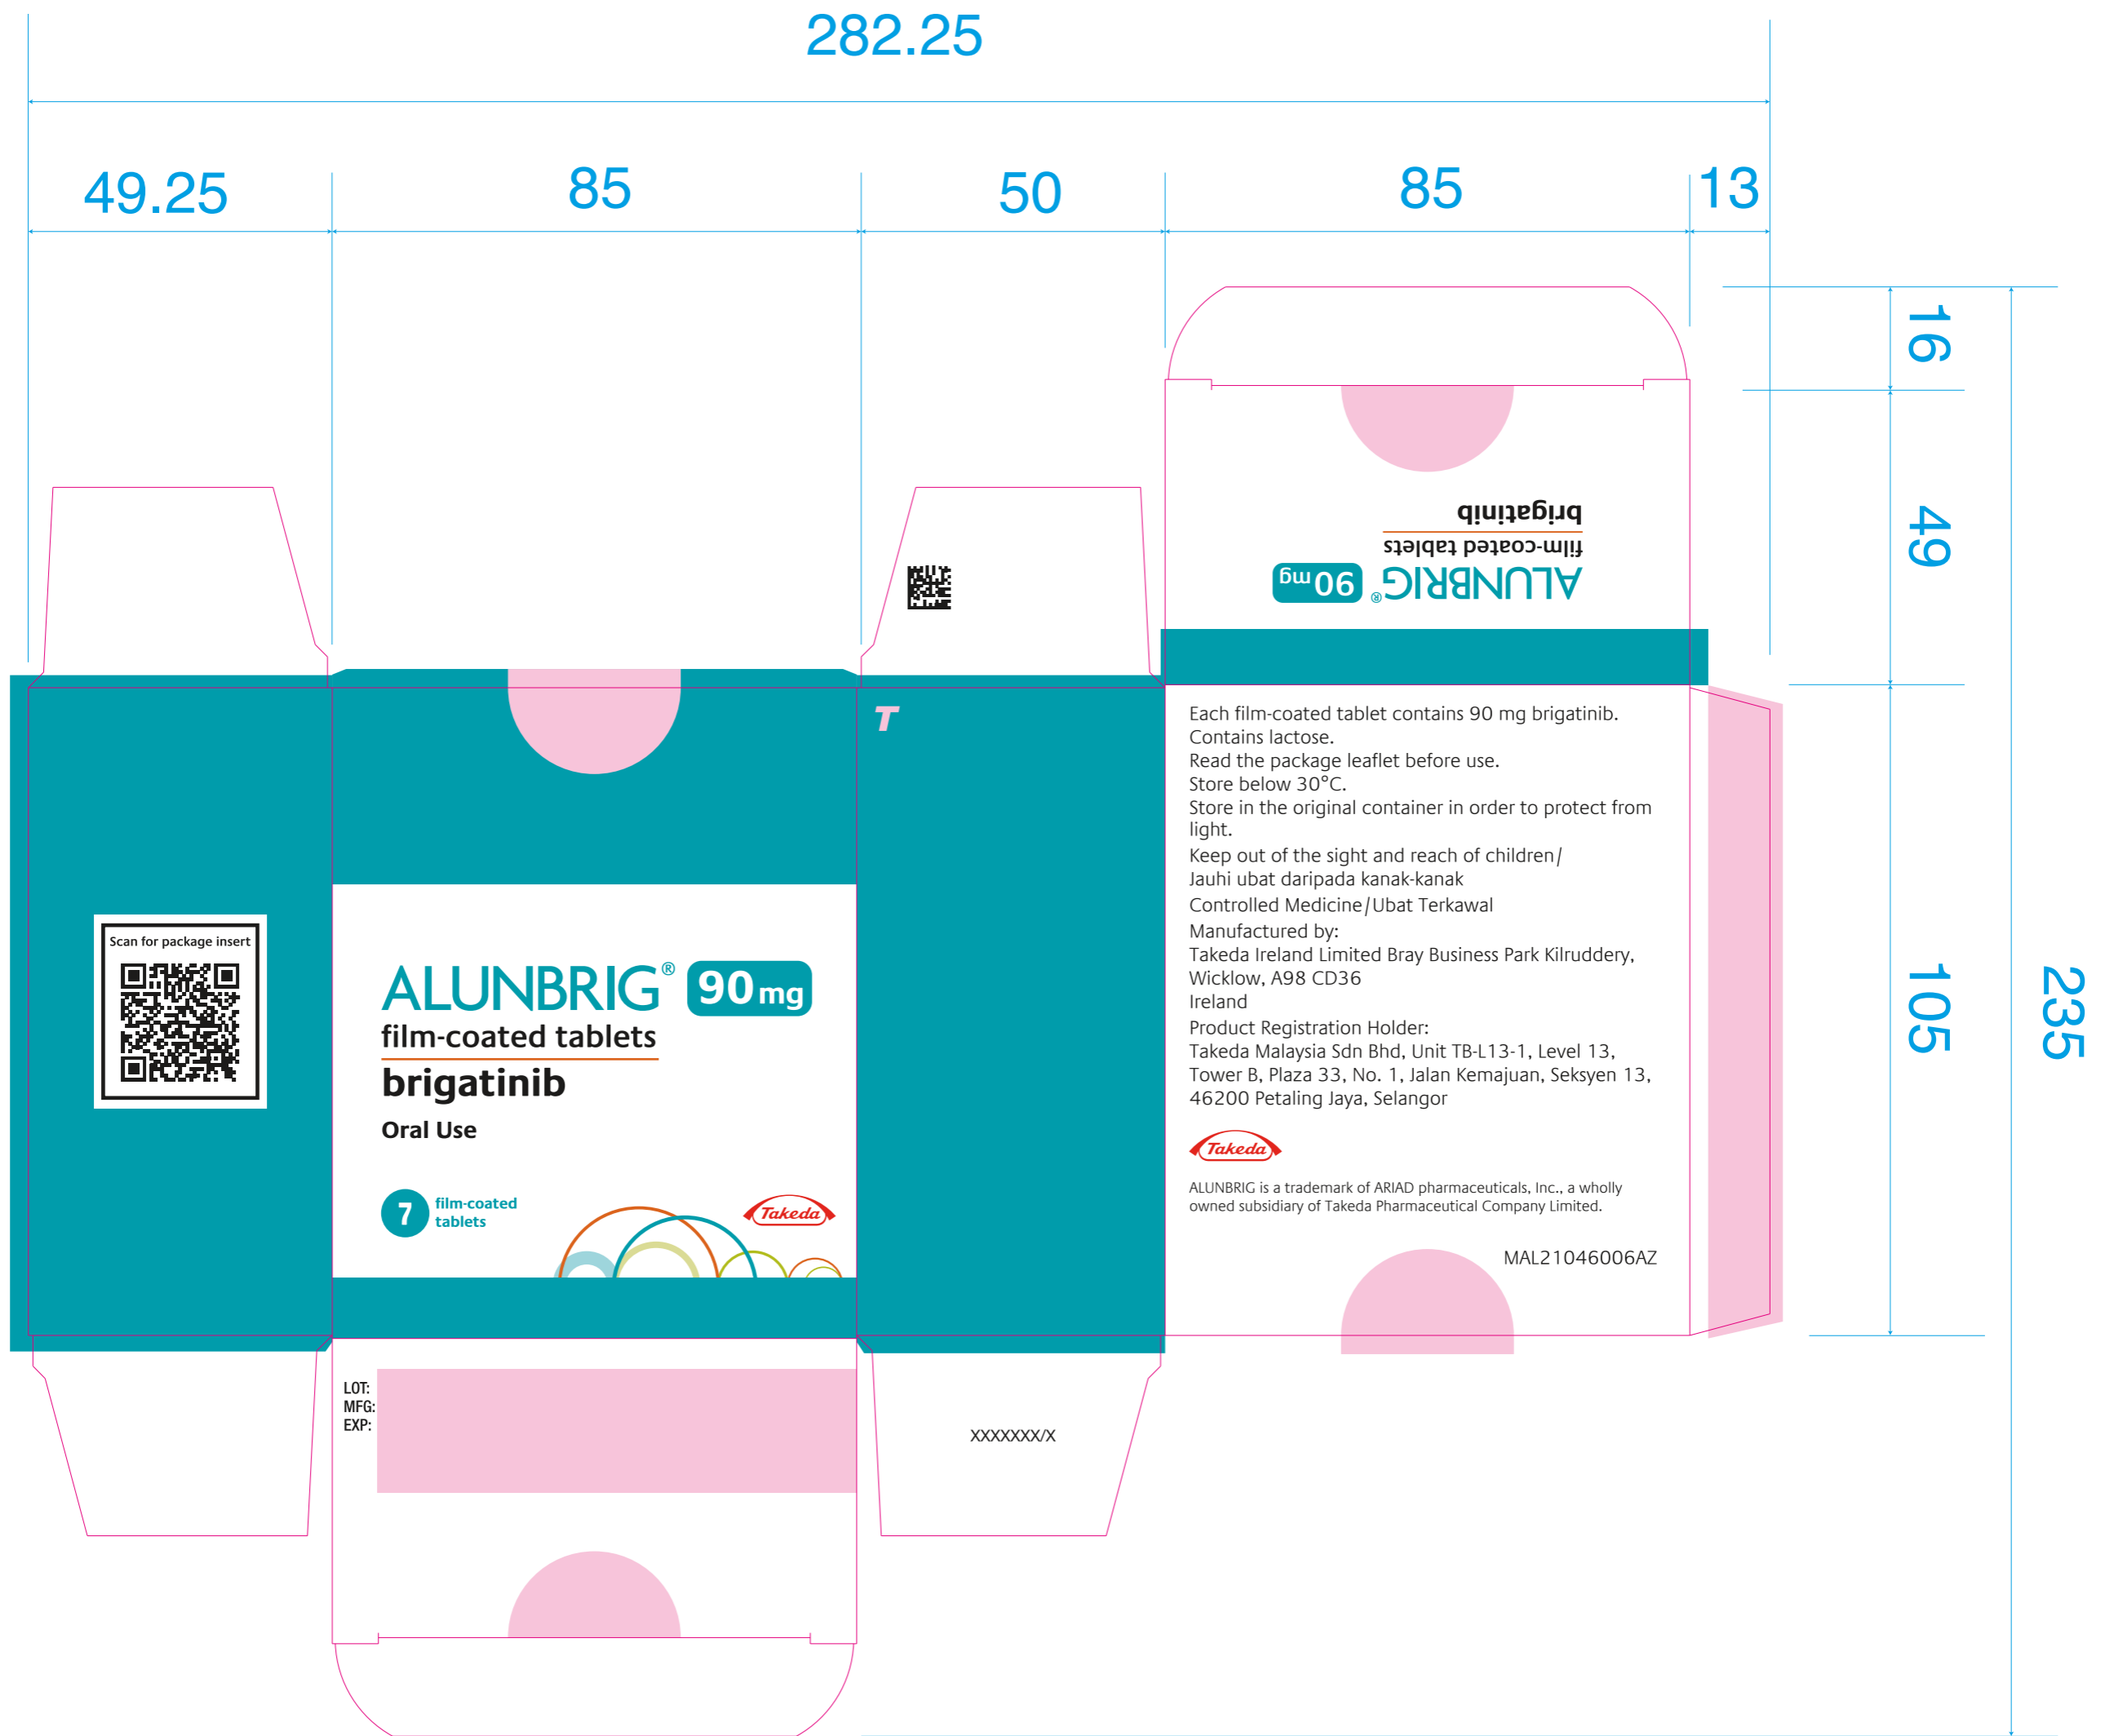 282.25
49.25
85
50
85
13
16
49
105
235
brigatinib
film-coated tablets
ALUNBRIG® 90 mg
T
Each film-coated tablet contains 90 mg brigatinib.
Contains lactose.
Read the package leaflet before use.
Store below 30°C.
Store in the original container in order to protect from
light.
Keep out of the sight and reach of children/
Jauhi ubat daripada kanak-kanak
Controlled Medicine/Ubat Terkawal
Manufactured by:
Takeda Ireland Limited Bray Business Park Kilruddery,
Wicklow, A98 CD36
Ireland
Product Registration Holder:
Takeda Malaysia Sdn Bhd, Unit TB-L13-1, Level 13,
Tower B, Plaza 33, No. 1, Jalan Kemajuan, Seksyen 13,
46200 Petaling Jaya, Selangor
Takeda
ALUNBRIG is a trademark of ARIAD pharmaceuticals, Inc., a wholly
owned subsidiary of Takeda Pharmaceutical Company Limited.
MAL21046006AZ
Scan for package insert
ALUNBRIG® 90 mg
film-coated tablets
brigatinib
Oral Use
7 film-coated
tablets
Takeda
LOT:
MFG:
EXP:
XXXXXXX/X